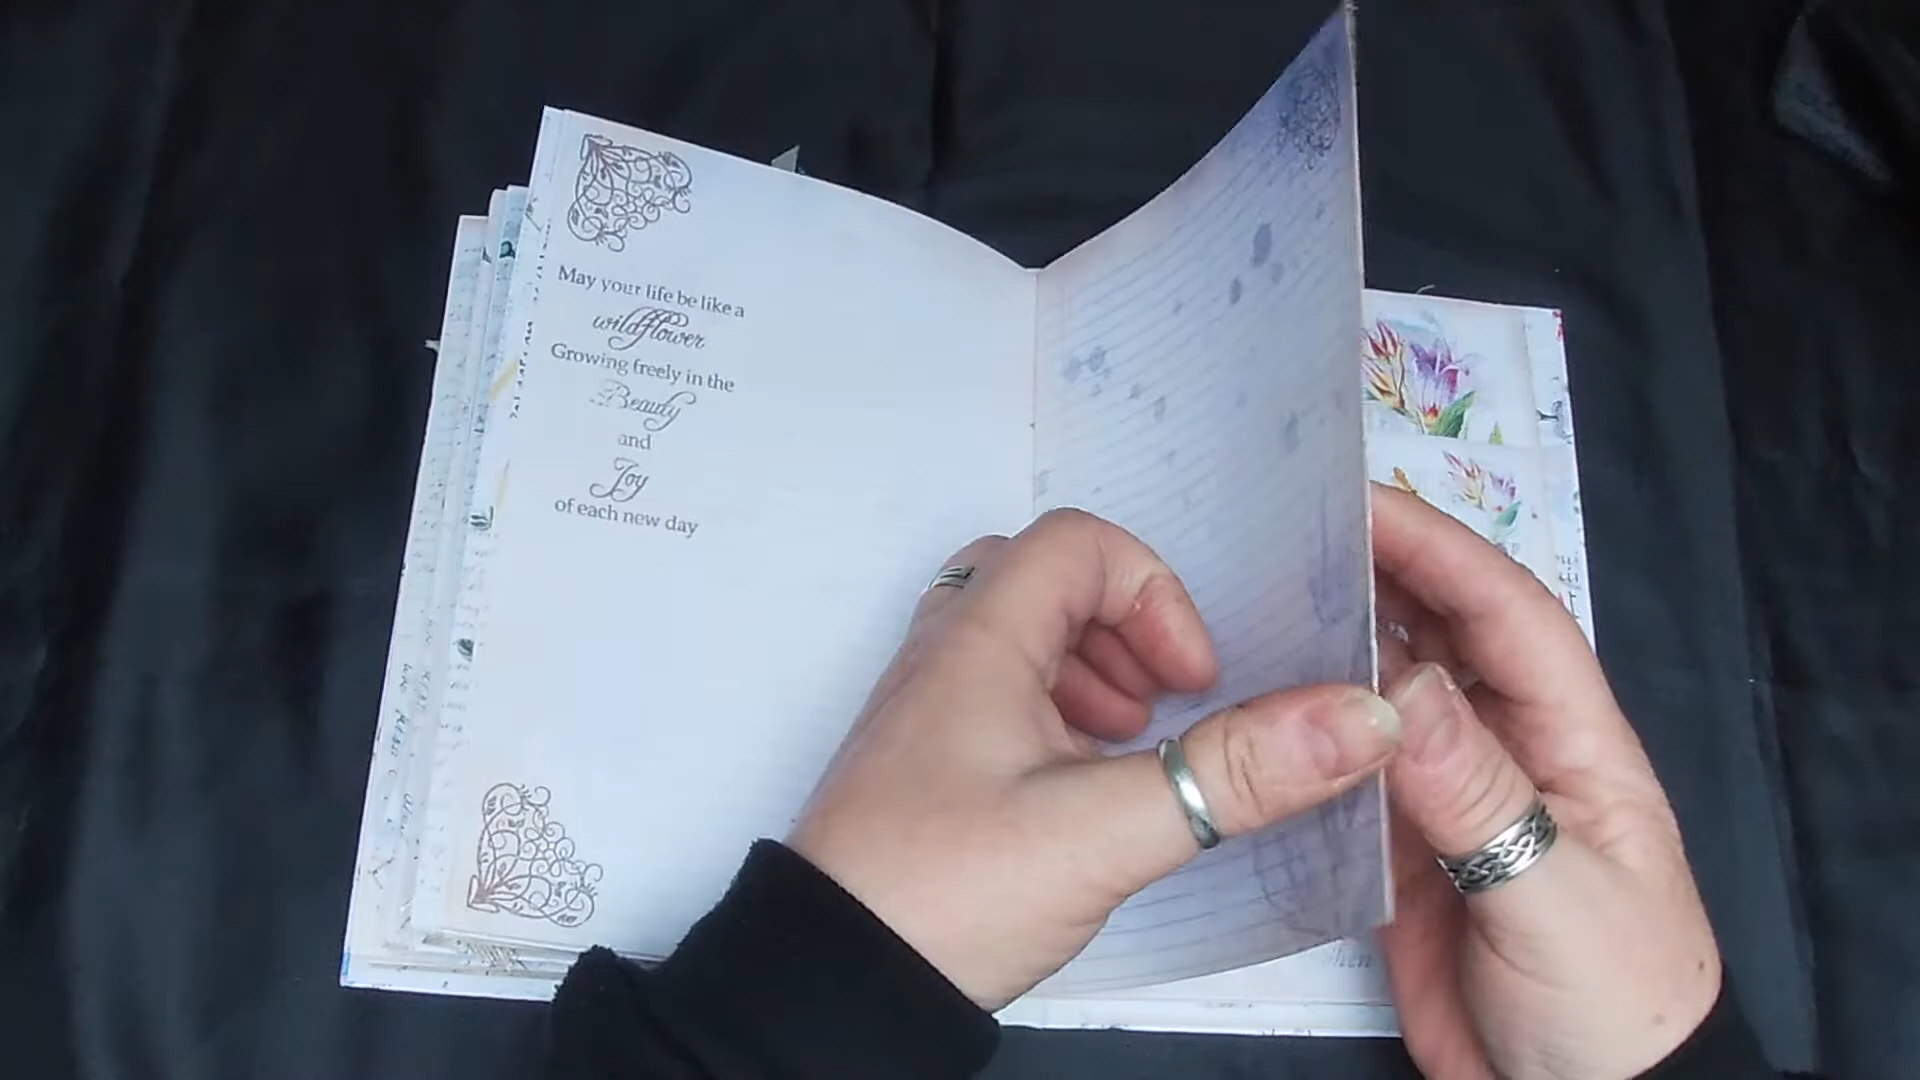 May your life be like a
wildflower
Growing freely in the
Beauty
and
Joy
of each new day